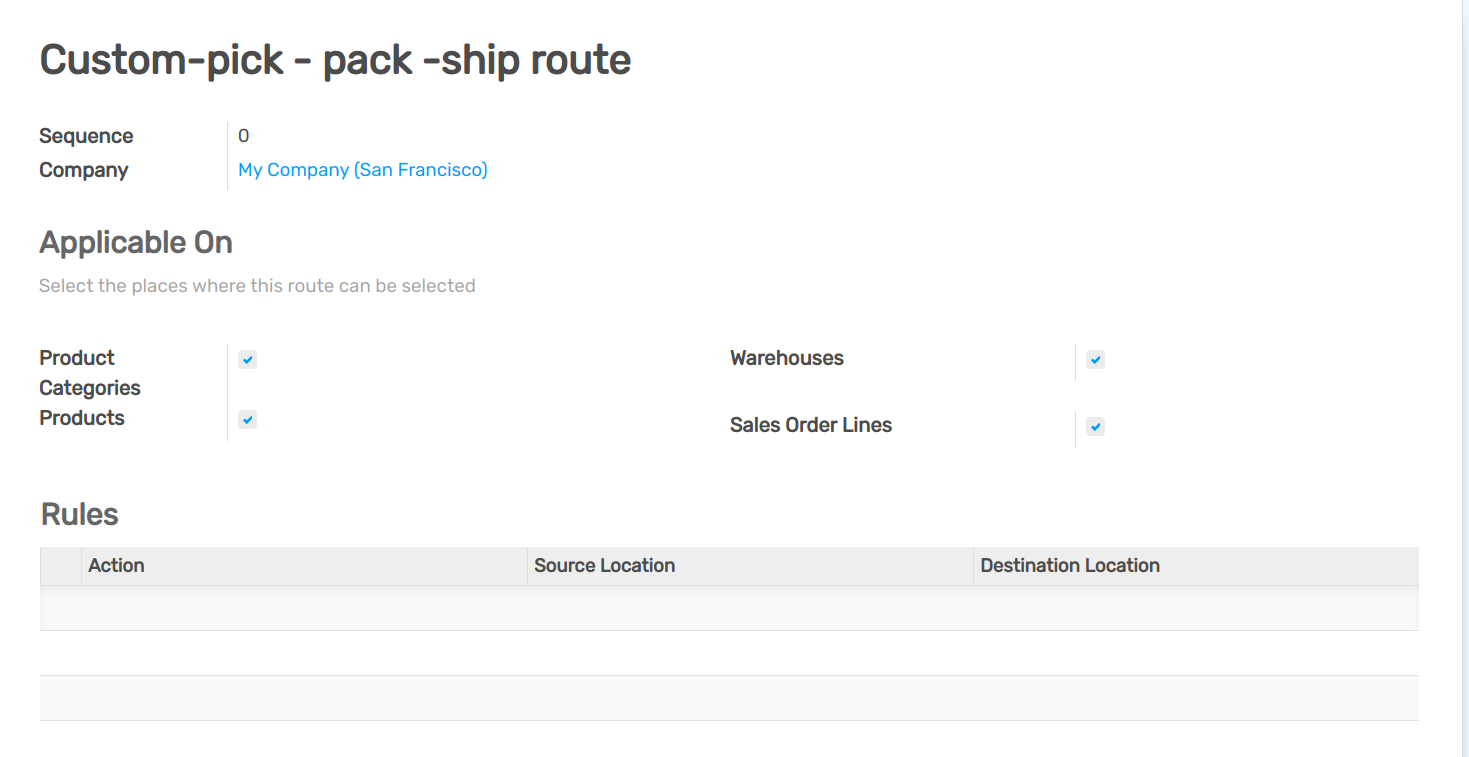 Custom-pick - pack -ship route
Sequence 0
Company My Company (San Francisco)
Applicable On
Select the places where this route can be selected
Product Categories
Warehouses
Products
Sales Order Lines
Rules
Action Source Location Destination Location